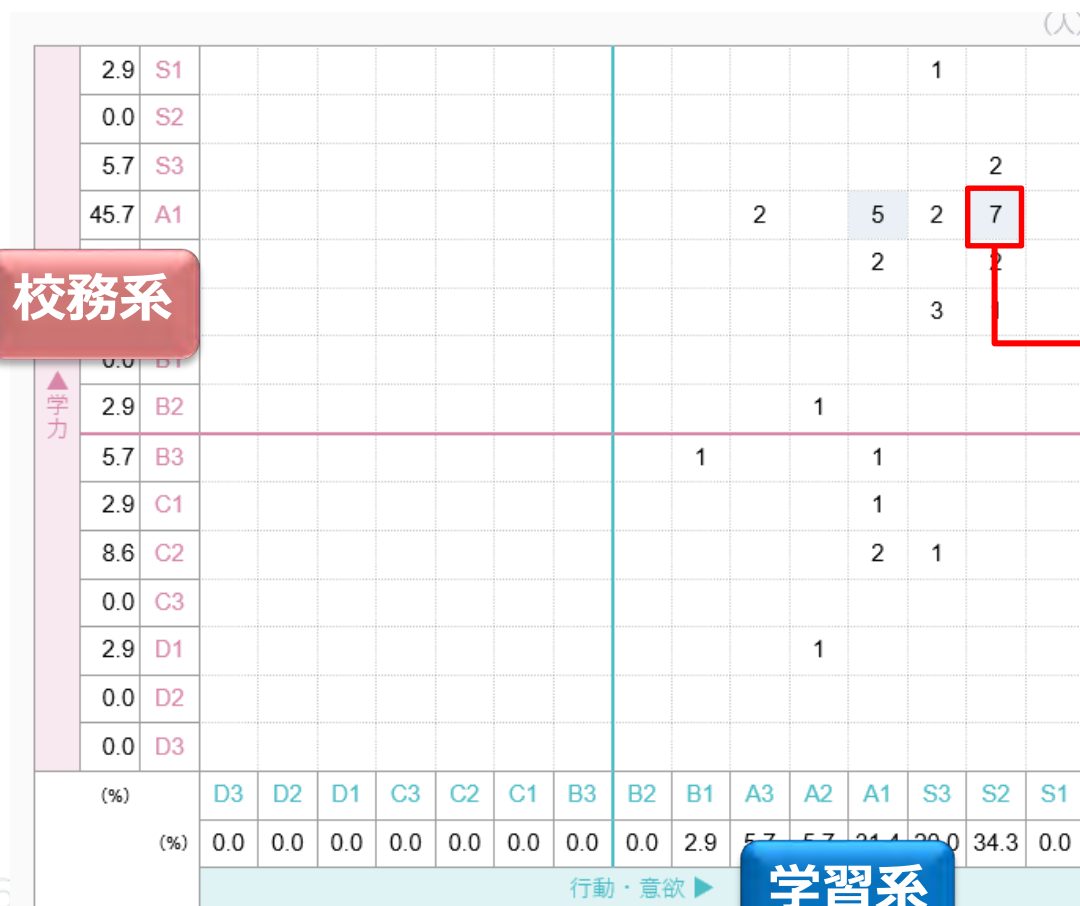 (人)
2.9 S1 1
0.0 S2
5.7 S3 2
45.7 A1 2 5 2 7
校務系
2 2
3
▲学力
2.9 B2 1
5.7 B3 1 1
2.9 C1 1
8.6 C2 2 1
0.0 C3
2.9 D1 1
0.0 D2
0.0 D3
(%) D3 D2 D1 C3 C2 C1 B3 B2 B1 A3 A2 A1 S3 S2 S1
(%) 0.0 0.0 0.0 0.0 0.0 0.0 0.0 0.0 2.9 34.3 0.0
行動・意欲 ▶
学習系